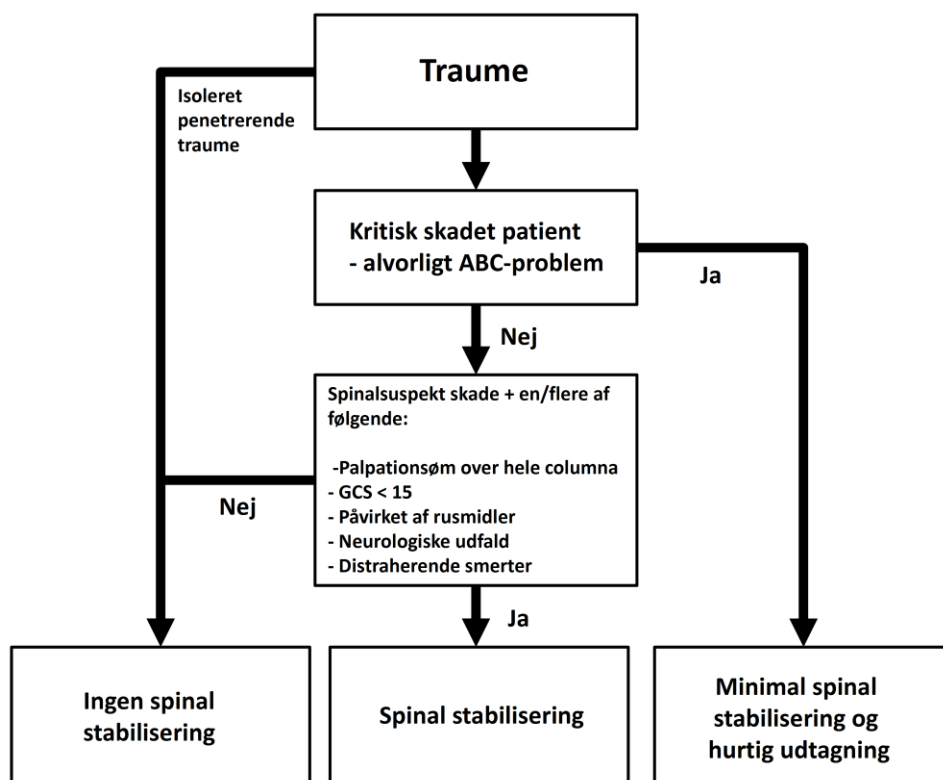 Traume
Isoleret
penetrerende
traume
Kritisk skadet patient
- alvorligt ABC-problem
Ja
Nej
Spinalsuspekt skade + en/flere af
følgende:
-Palpationsøm over hele columna
- GCS < 15
- Påvirket af rusmidler
- Neurologiske udfald
- Distraherende smerter
Nej
Ja
Ingen spinal
stabilisering
Spinal stabilisering
Minimal spinal
stabilisering og
hurtig udtagning